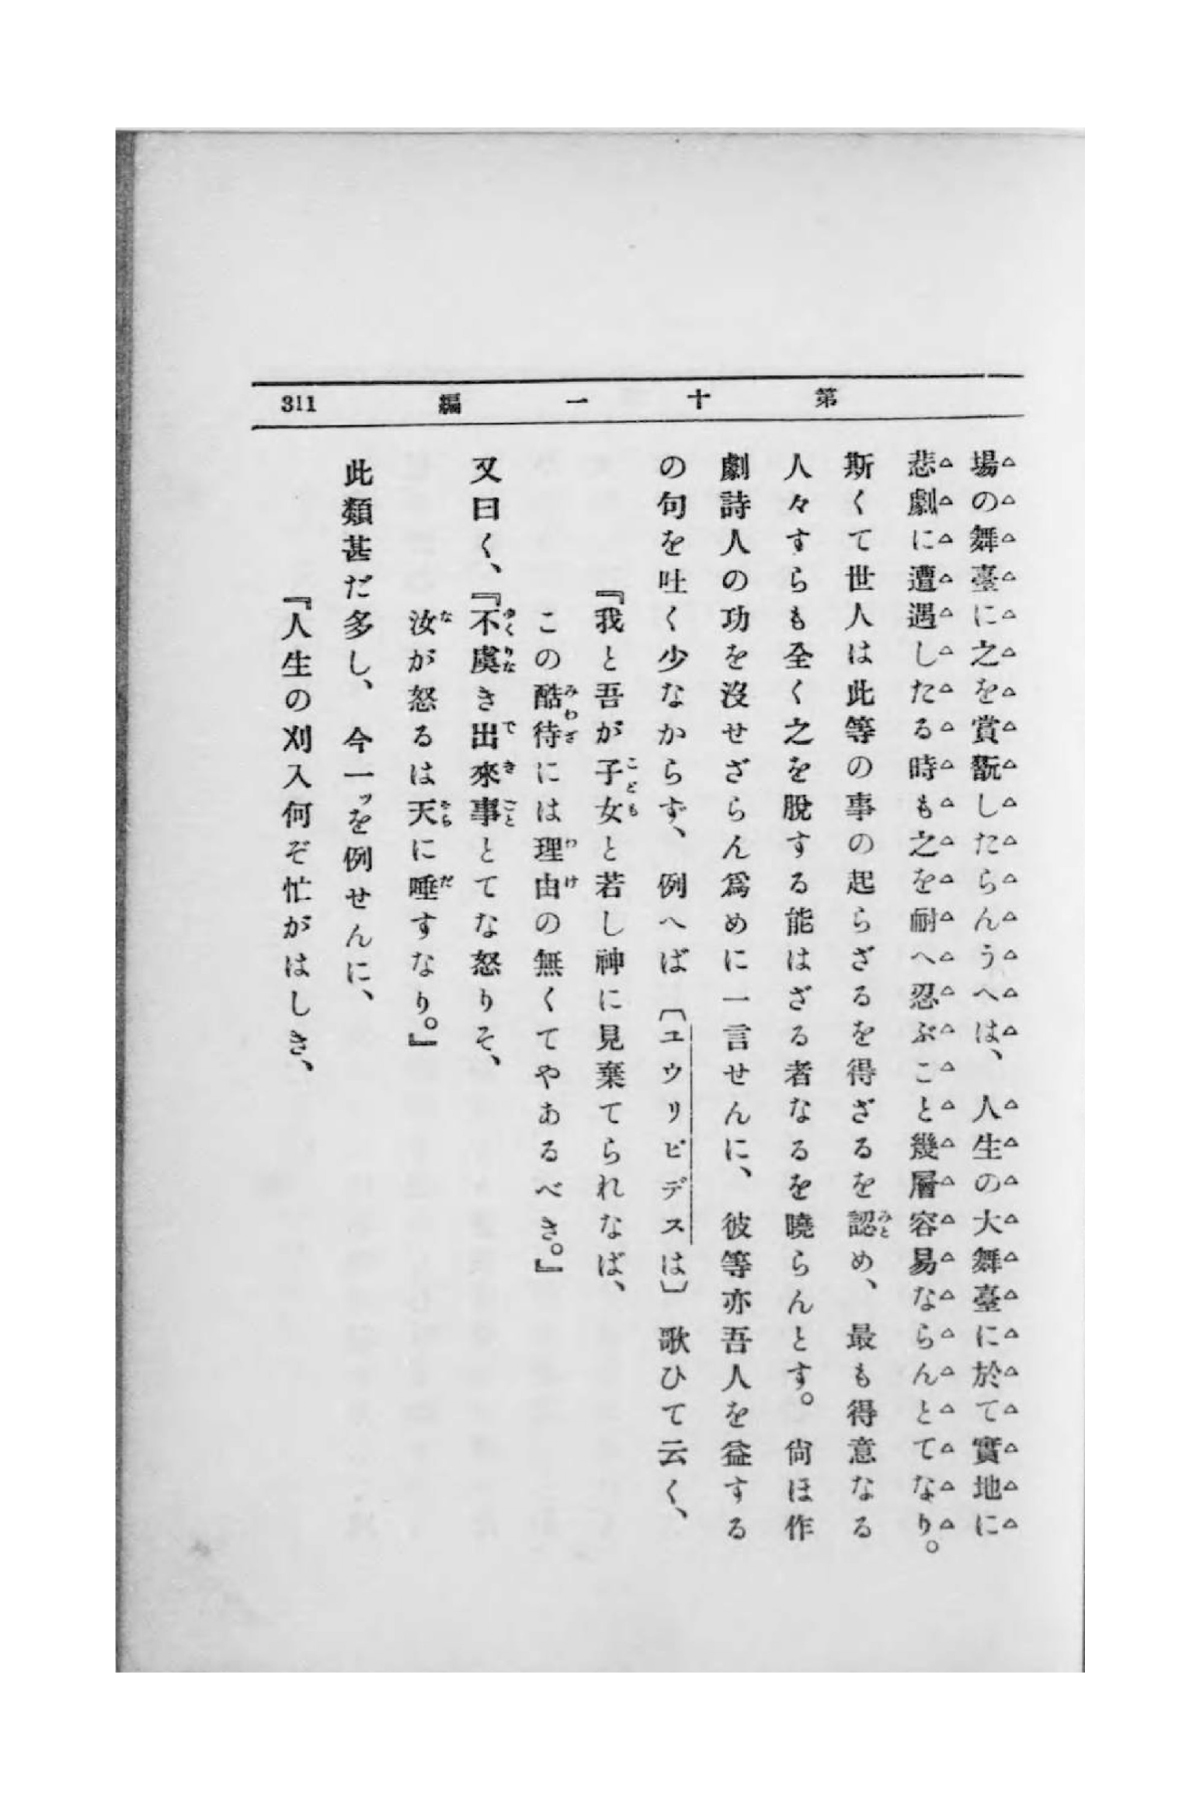 第十一編
311
場の舞臺に之を賞翫したらんうへは、人生の大舞臺に於て實地に
悲劇に遭遇したる時も之を耐へ忍ぶこと幾層容易ならんとてなり。
斯くて世人は此等の事の起らざるを得ざるを認め、最も得意なる
人々すらも全く之を脫する能はざる者なるを曉らんとす。尙ほ作
劇詩人の功を沒せざらん爲めに一言せんに、彼等亦吾人を益する
の句を吐く少なからず、例へば〔ユウリピデスは〕歌ひて云く、
『我と吾が子女と若し神に見棄てられなば、
この酷待には理由の無くてやあるべき。』
又曰く、『不虞き出來事とてな怒りそ、
汝が怒るは天に唾すなり。』
此類甚だ多し、今一ッを例せんに、
『人生の刈入何ぞ忙がはしき、